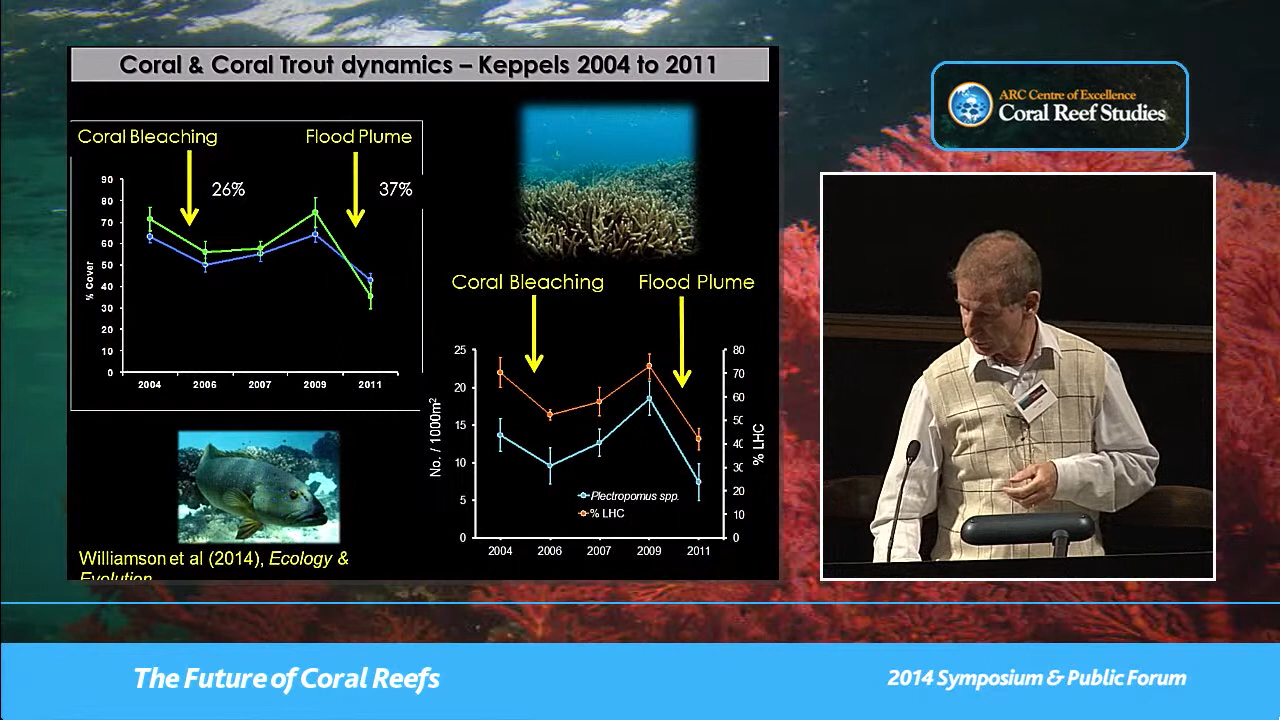 Coral & Coral Trout dynamics – Keppels 2004 to 2011
ARC Centre of Excellence
Coral Reef Studies
Coral Bleaching
Flood Plume
26%
37%
% Cover
90
80
70
60
50
40
30
20
10
0
2004 2006 2007 2009 2011
Coral Bleaching
Flood Plume
No. / 1000m²
25
20
15
10
5
0
80
70
60
50
40
30
20
10
0
% LHC
Plectropomus spp.
% LHC
2004 2006 2007 2009 2011
Williamson et al (2014), Ecology &
Evolution
The Future of Coral Reefs
2014 Symposium & Public Forum